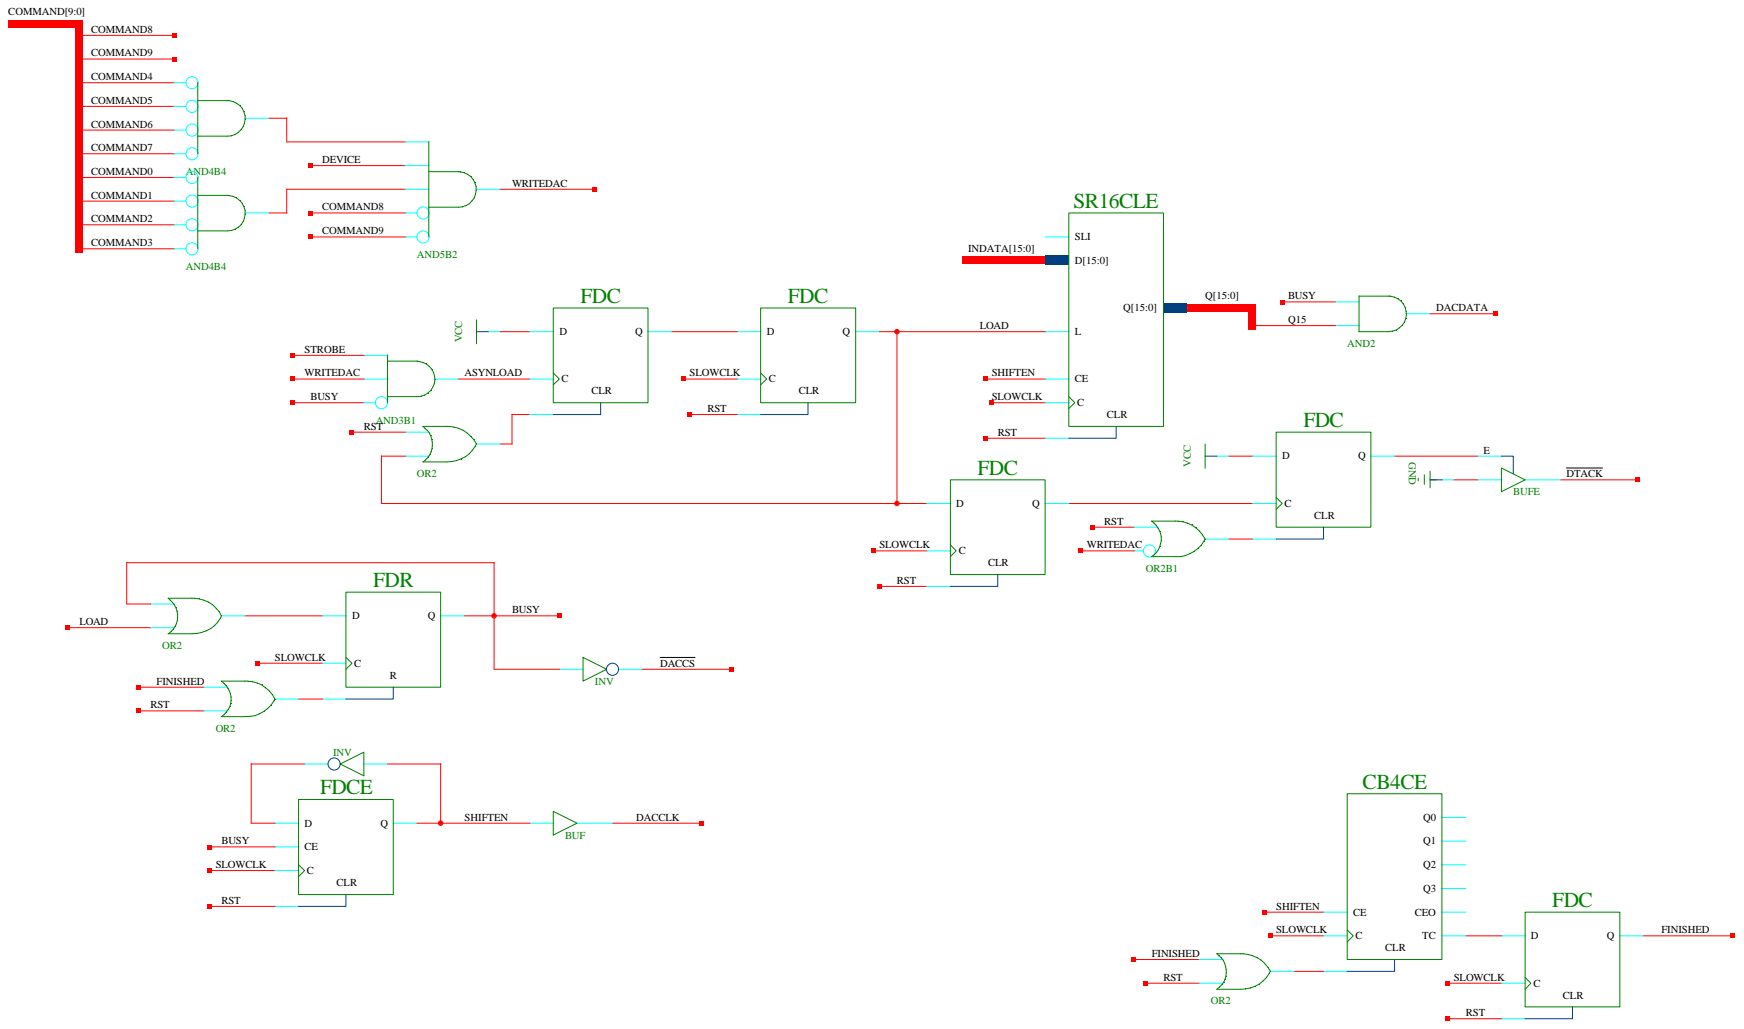 COMMAND[9:0]
COMMAND8
COMMAND9
COMMAND4
COMMAND5
COMMAND6
COMMAND7
AND4B4
COMMAND0
COMMAND1
COMMAND2
COMMAND3
AND4B4
DEVICE
COMMAND8
COMMAND9
AND5B2
WRITEDAC
SR16CLE
SLI
INDATA[15:0]
D[15:0]
Q[15:0]
Q[15:0]
LOAD
L
SHIFTEN
CE
SLOWCLK
C
CLR
RST
BUSY
Q15
AND2
DACDATA
FDC
VCC
D
Q
STROBE
WRITEDAC
BUSY
AND3B1
ASYNLOAD
C
CLR
RST
OR2
FDC
D
Q
SLOWCLK
C
CLR
RST
FDC
D
Q
SLOWCLK
C
CLR
RST
FDC
VCC
D
Q
C
CLR
RST
WRITEDAC
OR2B1
E
GND
BUFE
DTACK
FDR
LOAD
OR2
D
Q
BUSY
SLOWCLK
C
R
FINISHED
RST
OR2
INV
DACCS
INV
FDCE
D
Q
SHIFTEN
BUF
DACCLK
BUSY
CE
SLOWCLK
C
CLR
RST
CB4CE
Q0
Q1
Q2
Q3
SHIFTEN
CE
CEO
SLOWCLK
C
TC
CLR
FINISHED
RST
OR2
FDC
D
Q
FINISHED
SLOWCLK
C
CLR
RST